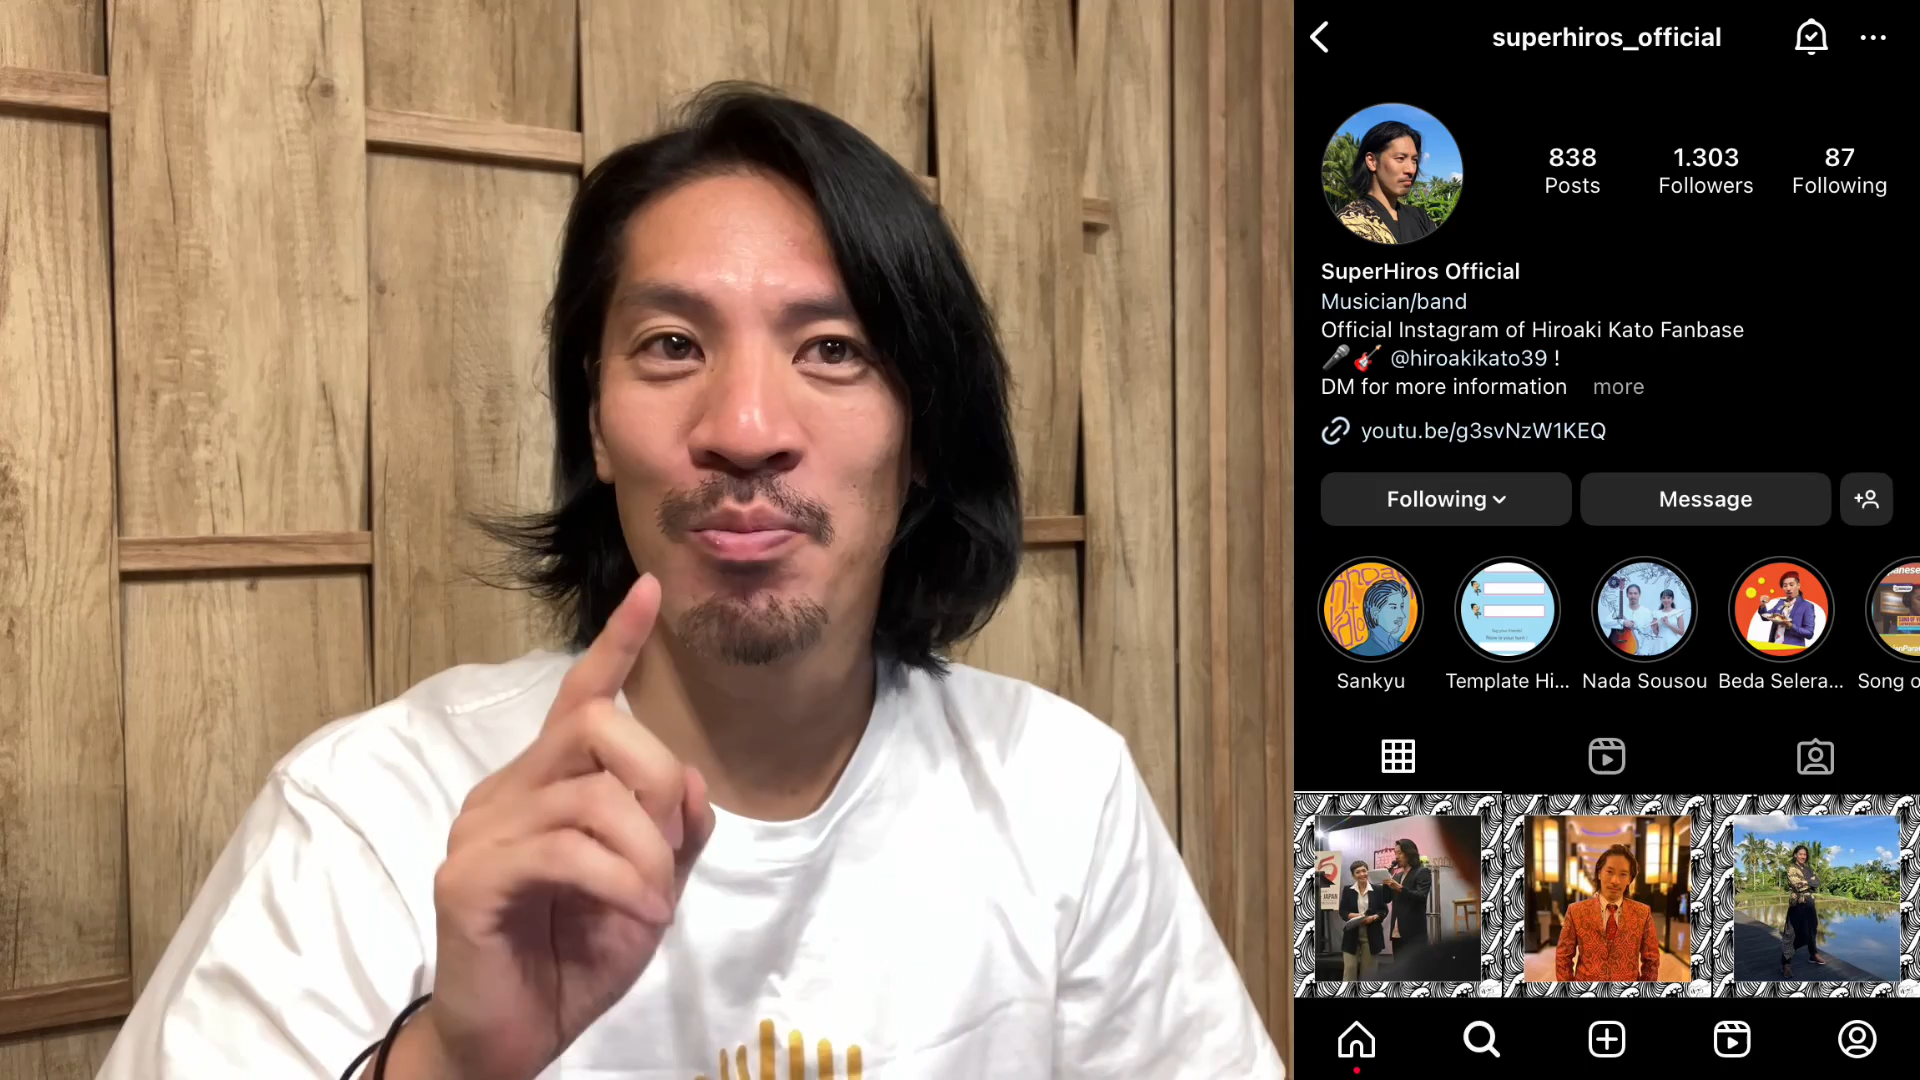 superhiros_official
838
Posts
1.303
Followers
87
Following
SuperHiros Official
Musician/band
Official Instagram of Hiroaki Kato Fanbase
🎤🎸 @hiroakikato39 !
DM for more information more
youtu.be/g3svNzW1KEQ
Following
Message
Sankyu
Template Hi...
Nada Sousou
Beda Selera...
Song o